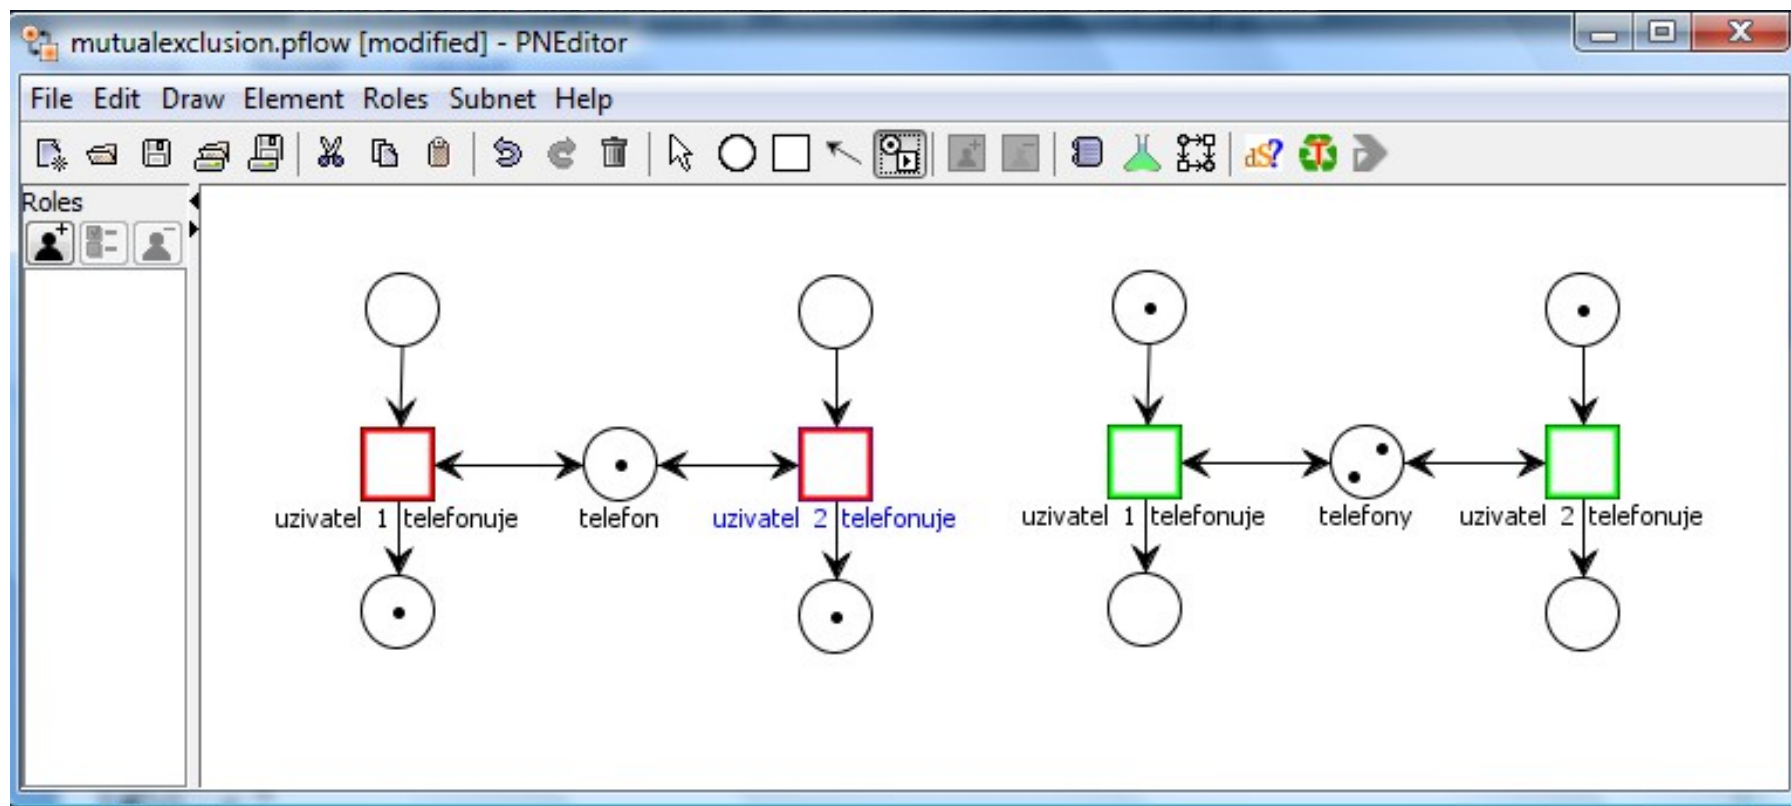 mutualexclusion.pflow [modified] - PNEditor
File Edit Draw Element Roles Subnet Help
dS? T
Roles
uzivatel 1 telefonuje
telefon
uzivatel 2 telefonuje
uzivatel 1 telefonuje
telefony
uzivatel 2 telefonuje